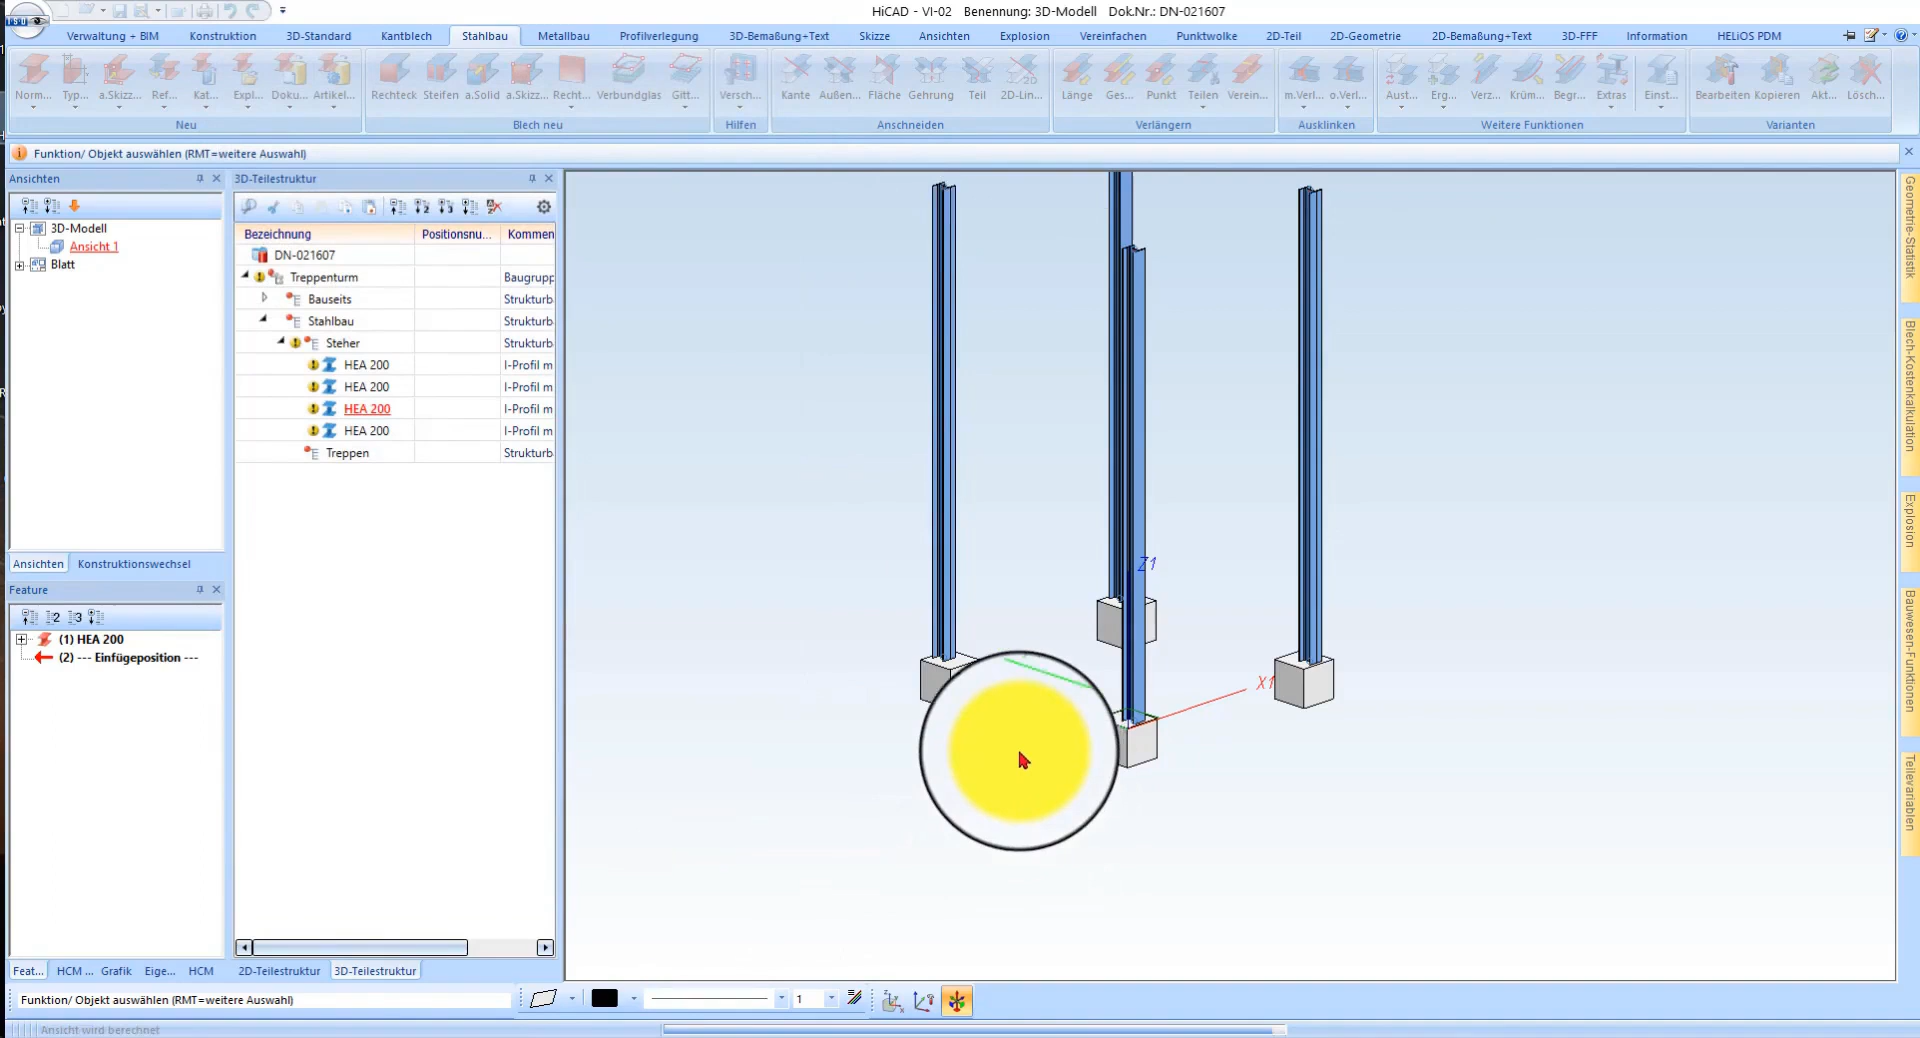 HiCAD - VI-02 Benennung: 3D-Modell Dok.Nr.: DN-021607
ISD
Verwaltung + BIM Konstruktion 3D-Standard Kantblech Stahlbau Metallbau Profilverlegung 3D-Bemaßung+Text Skizze Ansichten Explosion Vereinfachen Punktwolke 2D-Teil 2D-Geometrie 2D-Bemaßung+Text 3D-FFF Information HELiOS PDM
Norm... Typ... a.Skizz... Ref... Kat... Expl... Doku... Artikel... Rechteck Steifen a.Solid a.Skizz... Recht... Verbundglas Gitt... Versch... Kante Außen... Fläche Gehrung Teil 2D-Lin... Länge Ges... Punkt Teilen Verein... m.Verl... o.Verl... Aust... Erg... Verz... Krüm... Begr... Extras Einst... Bearbeiten Kopieren Akt... Lösch...
Neu Blech neu Hilfen Anschneiden Verlängern Ausklinken Weitere Funktionen Varianten
Funktion/ Objekt auswählen (RMT=weitere Auswahl)
Ansichten
3D-Modell
Ansicht 1
Blatt
Ansichten Konstruktionswechsel
Feature
(1) HEA 200
(2) --- Einfügeposition ---
Feat... HCM ... Grafik Eige... HCM
3D-Teilestruktur
Bezeichnung Positionsnu... Kommen
DN-021607
Treppenturm Baugrupp
Bauseits Strukturb
Stahlbau Strukturb
Steher Strukturb
HEA 200 I-Profil m
HEA 200 I-Profil m
HEA 200 I-Profil m
HEA 200 I-Profil m
Treppen Strukturb
2D-Teilestruktur 3D-Teilestruktur
Z1
X1
Geometrie-Statistik
Blech-Kostenkalkulation
Explosion
Bauwesen-Funktionen
Teilevariablen
Funktion/ Objekt auswählen (RMT=weitere Auswahl)
1
Ansicht wird berechnet